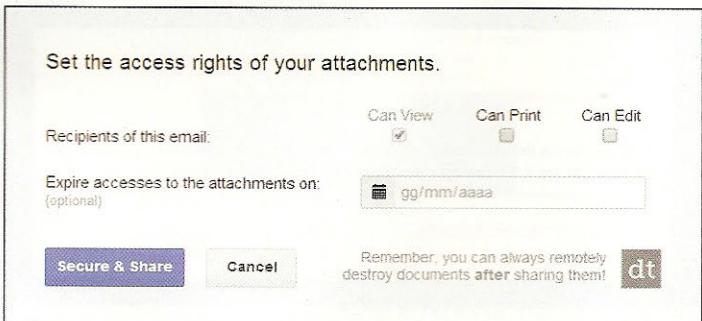 Set the access rights of your attachments.
Can View Can Print Can Edit
Recipients of this email:
Expire accesses to the attachments on:
(optional)
gg/mm/aaaa
Secure & Share
Cancel
Remember, you can always remotely
destroy documents after sharing them!
dt